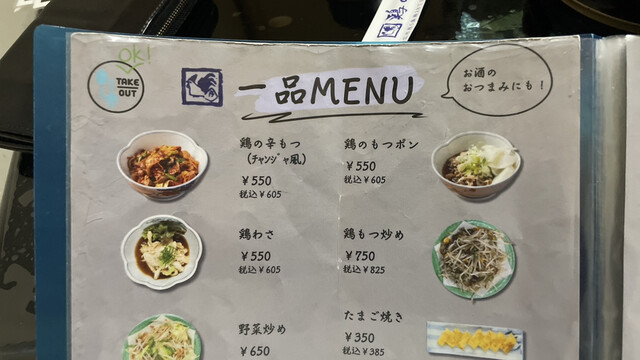 OK!
TAKE
OUT
一品MENU
お酒の
おつまみにも!
鶏の辛もつ
(チャンジャ風)
¥550
税込¥605
鶏のもつポン
¥550
税込¥605
鶏わさ
¥550
税込¥605
鶏もつ炒め
¥750
税込¥825
野菜炒め
¥650
たまご焼き
¥350
税込¥385